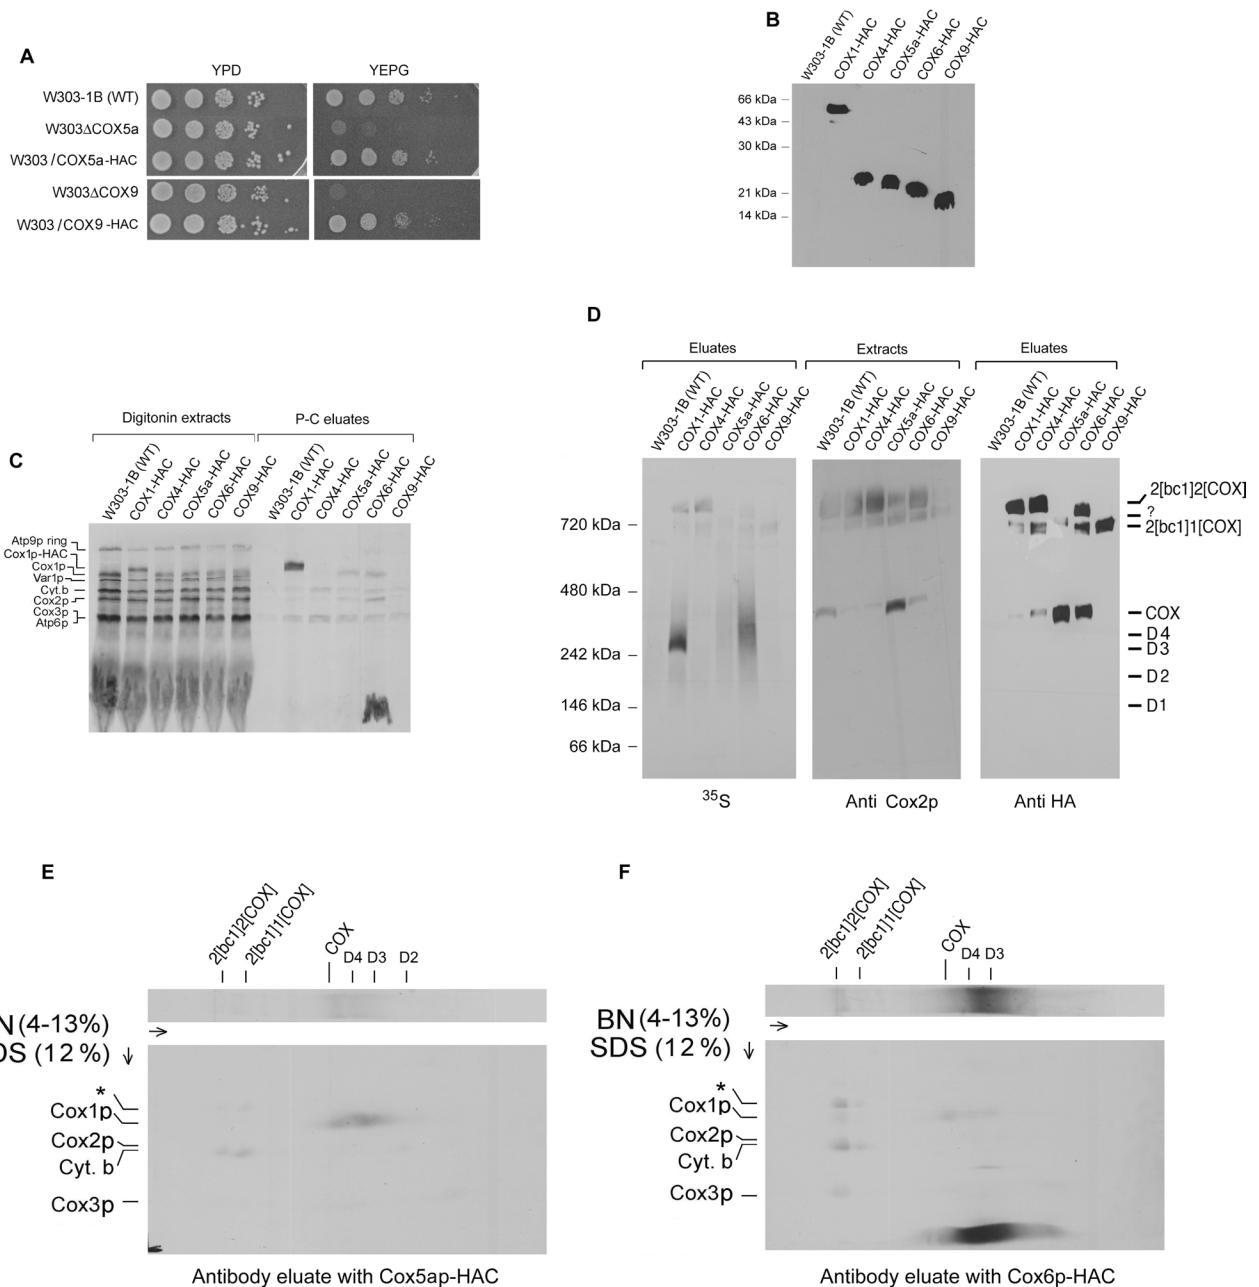 A
YPD YEPG
W303-1B (WT)
W303ΔCOX5a
W303/COX5a-HAC
W303ΔCOX9
W303/COX9-HAC
B
W303-1B (WT)
COX1-HAC
COX4-HAC
COX5a-HAC
COX6-HAC
COX9-HAC
66 kDa
43 kDa
30 kDa
21 kDa
14 kDa
C
Digitonin extracts P-C eluates
W303-1B (WT)
COX1-HAC
COX4-HAC
COX5a-HAC
COX6-HAC
COX9-HAC
W303-1B (WT)
COX1-HAC
COX4-HAC
COX5a-HAC
COX6-HAC
COX9-HAC
Atp9p ring
Cox1p-HAC
Cox1p
Var1p
Cyt.b
Cox2p
Cox3p
Atp6p
D
Eluates Extracts Eluates
W303-1B (WT)
COX1-HAC
COX4-HAC
COX5a-HAC
COX6-HAC
COX9-HAC
W303-1B (WT)
COX1-HAC
COX4-HAC
COX5a-HAC
COX6-HAC
COX9-HAC
W303-1B (WT)
COX1-HAC
COX4-HAC
COX5a-HAC
COX6-HAC
COX9-HAC
720 kDa
480 kDa
242 kDa
146 kDa
66 kDa
2[bc1]2[COX]
?
2[bc1]1[COX]
COX
D4
D3
D2
D1
35S Anti Cox2p Anti HA
E
2[bc1]2[COX]
2[bc1]1[COX]
COX
D4 D3 D2
N (4-13%)
DS (12 %)
*
Cox1p
Cox2p
Cyt. b
Cox3p
Antibody eluate with Cox5ap-HAC
F
2[bc1]2[COX]
2[bc1]1[COX]
COX
D4 D3
BN (4-13%)
SDS (12 %)
*
Cox1p
Cox2p
Cyt. b
Cox3p
Antibody eluate with Cox6p-HAC